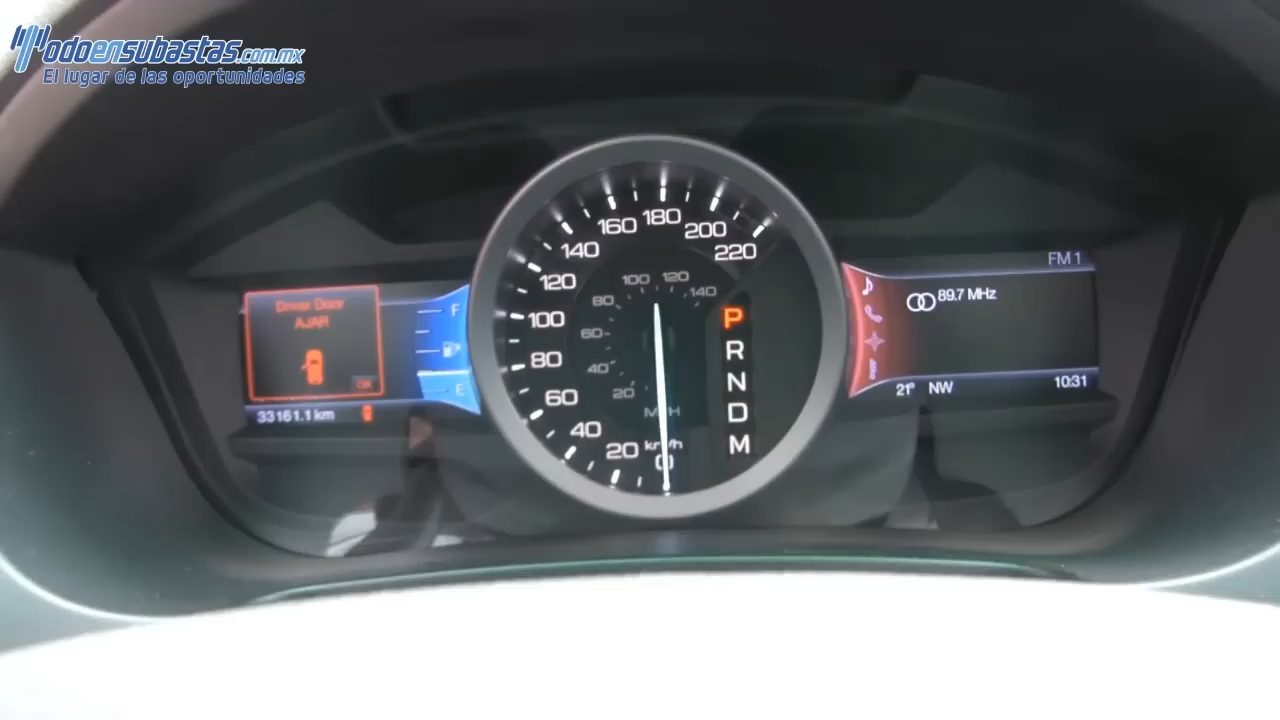 Todoensubastas.com.mx
El lugar de las oportunidades
Driver Door
AJAR
OK
33161.1 km
F
E
20
40
60
80
100
120
140
160
180
200
220
20
40
60
80
100
120
140
MPH
km/h
0
P
R
N
D
M
FM 1
89.7 MHz
21° NW
10:31